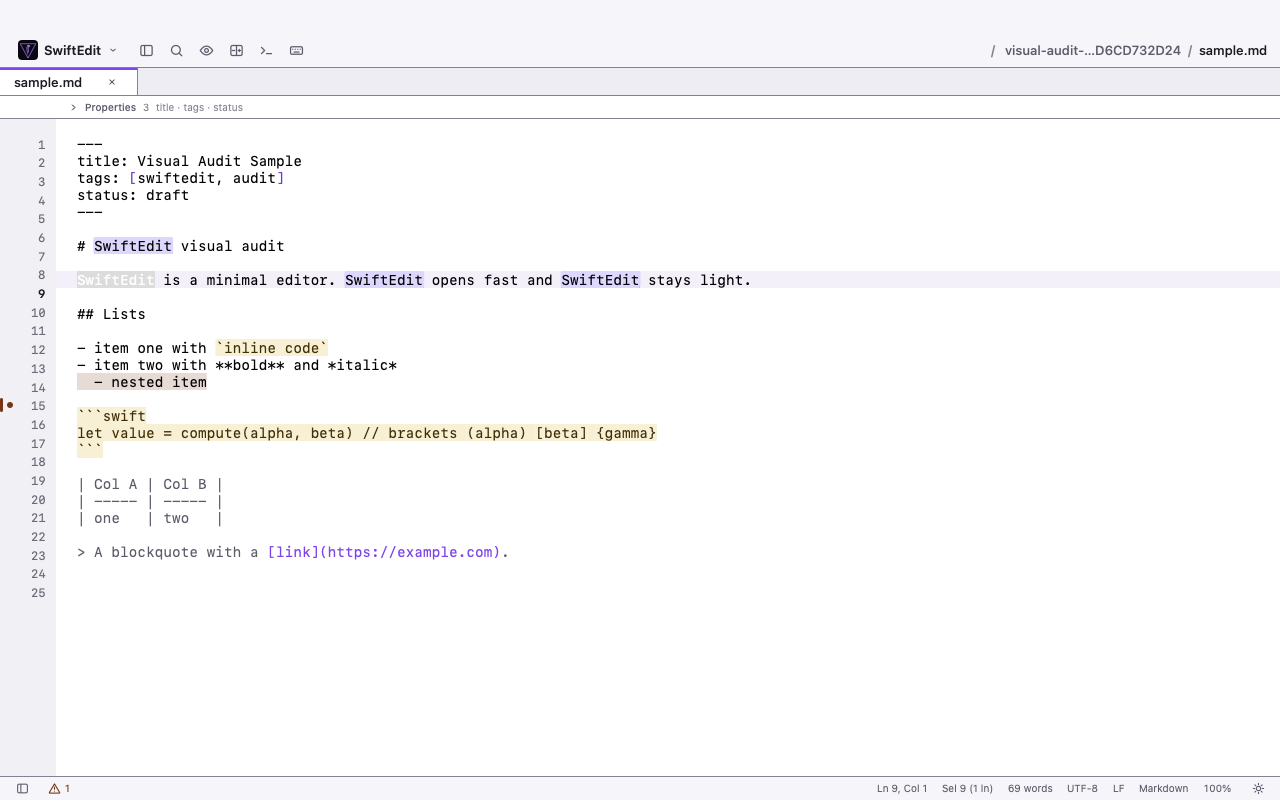 SwiftEdit
/ visual-audit-...D6CD732D24 / sample.md
sample.md ×
> Properties 3 title · tags · status
1 ---
2 title: Visual Audit Sample
3 tags: [swiftedit, audit]
4 status: draft
5 ---
6
7 # SwiftEdit visual audit
8
9 SwiftEdit is a minimal editor. SwiftEdit opens fast and SwiftEdit stays light.
10
11 ## Lists
12
13 - item one with `inline code`
14 - item two with **bold** and *italic*
15   - nested item
16
17 ```swift
18 let value = compute(alpha, beta) // brackets (alpha) [beta] {gamma}
19 ```
20
21 | Col A | Col B |
22 | ----- | ----- |
23 | one   | two   |
24
25 > A blockquote with a [link](https://example.com).
1 Ln 9, Col 1 Sel 9 (1 ln) 69 words UTF-8 LF Markdown 100%